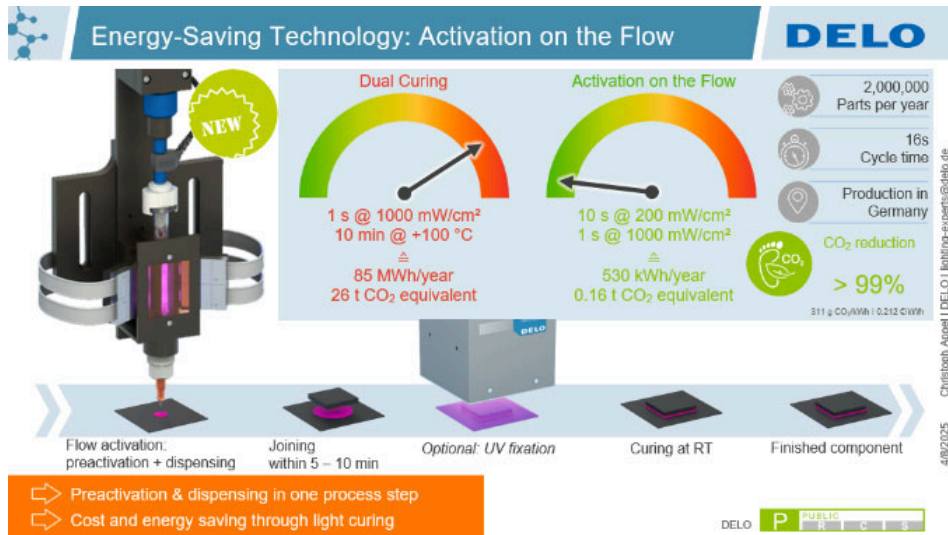 Energy-Saving Technology: Activation on the Flow
DELO
NEW
Dual Curing
1 s @ 1000 mW/cm²
10 min @ +100 °C
≙
85 MWh/year
26 t CO₂ equivalent
Activation on the Flow
10 s @ 200 mW/cm²
1 s @ 1000 mW/cm²
≙
530 kWh/year
0.16 t CO₂ equivalent
2,000,000
Parts per year
16s
Cycle time
Production in
Germany
CO₂
CO₂ reduction
> 99%
311 g CO₂/kWh | 0.212 €/kWh
DELO
Flow activation:
preactivation + dispensing
Joining
within 5 – 10 min
Optional: UV fixation
Curing at RT
Finished component
Preactivation & dispensing in one process step
Cost and energy saving through light curing
DELO
P PUBLIC
R I C I S
4/8/2025 Christoph Appel | DELO | lighting-experts@delo.de